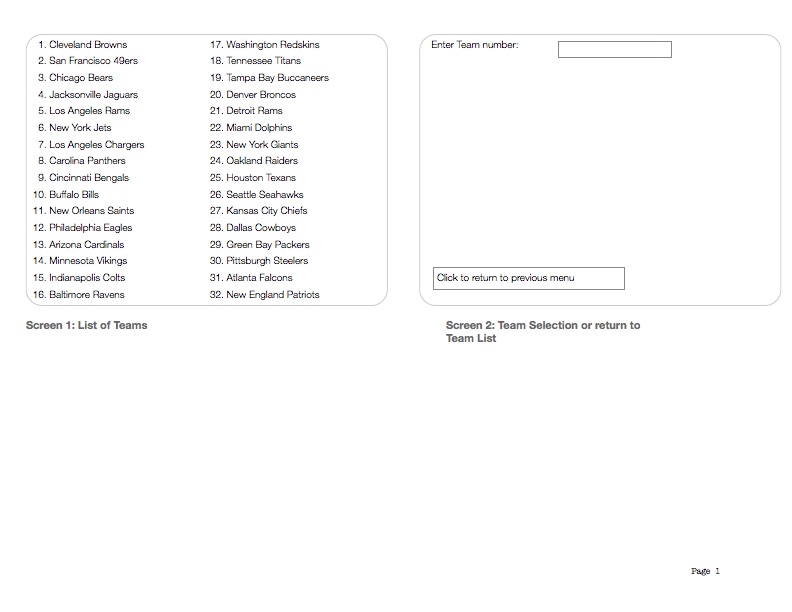 1. Cleveland Browns
2. San Francisco 49ers
3. Chicago Bears
4. Jacksonville Jaguars
5. Los Angeles Rams
6. New York Jets
7. Los Angeles Chargers
8. Carolina Panthers
9. Cincinnati Bengals
10. Buffalo Bills
11. New Orleans Saints
12. Philadelphia Eagles
13. Arizona Cardinals
14. Minnesota Vikings
15. Indianapolis Colts
16. Baltimore Ravens
17. Washington Redskins
18. Tennessee Titans
19. Tampa Bay Buccaneers
20. Denver Broncos
21. Detroit Rams
22. Miami Dolphins
23. New York Giants
24. Oakland Raiders
25. Houston Texans
26. Seattle Seahawks
27. Kansas City Chiefs
28. Dallas Cowboys
29. Green Bay Packers
30. Pittsburgh Steelers
31. Atlanta Falcons
32. New England Patriots
Screen 1: List of Teams
Enter Team number:
Click to return to previous menu
Screen 2: Team Selection or return to
Team List
Page 1